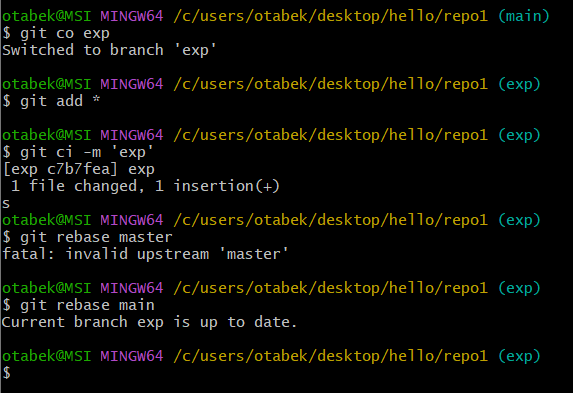 otabek@MSI MINGW64 /c/users/otabek/desktop/hello/repo1 (main)
$ git co exp
Switched to branch 'exp'
otabek@MSI MINGW64 /c/users/otabek/desktop/hello/repo1 (exp)
$ git add *
otabek@MSI MINGW64 /c/users/otabek/desktop/hello/repo1 (exp)
$ git ci -m 'exp'
[exp c7b7fea] exp
 1 file changed, 1 insertion(+)
s
otabek@MSI MINGW64 /c/users/otabek/desktop/hello/repo1 (exp)
$ git rebase master
fatal: invalid upstream 'master'
otabek@MSI MINGW64 /c/users/otabek/desktop/hello/repo1 (exp)
$ git rebase main
Current branch exp is up to date.
otabek@MSI MINGW64 /c/users/otabek/desktop/hello/repo1 (exp)
$